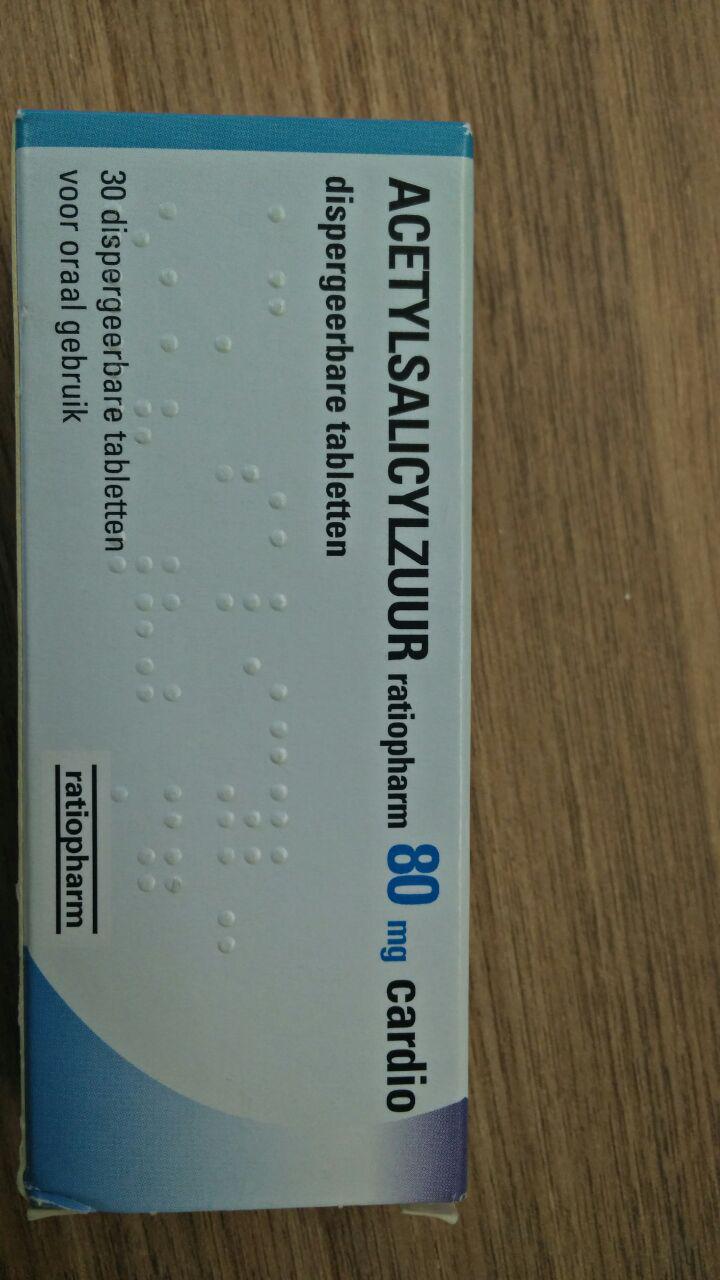 ACETYLSALICYLZUUR ratiopharm 80 mg cardio
dispergeerbare tabletten
30 dispergeerbare tabletten
voor oraal gebruik
ratiopharm